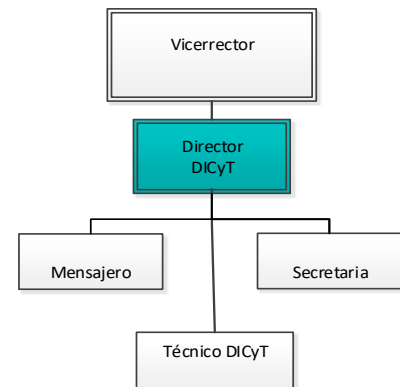 Vicerrector
Director
DICyT
Mensajero
Secretaria
Técnico DICyT